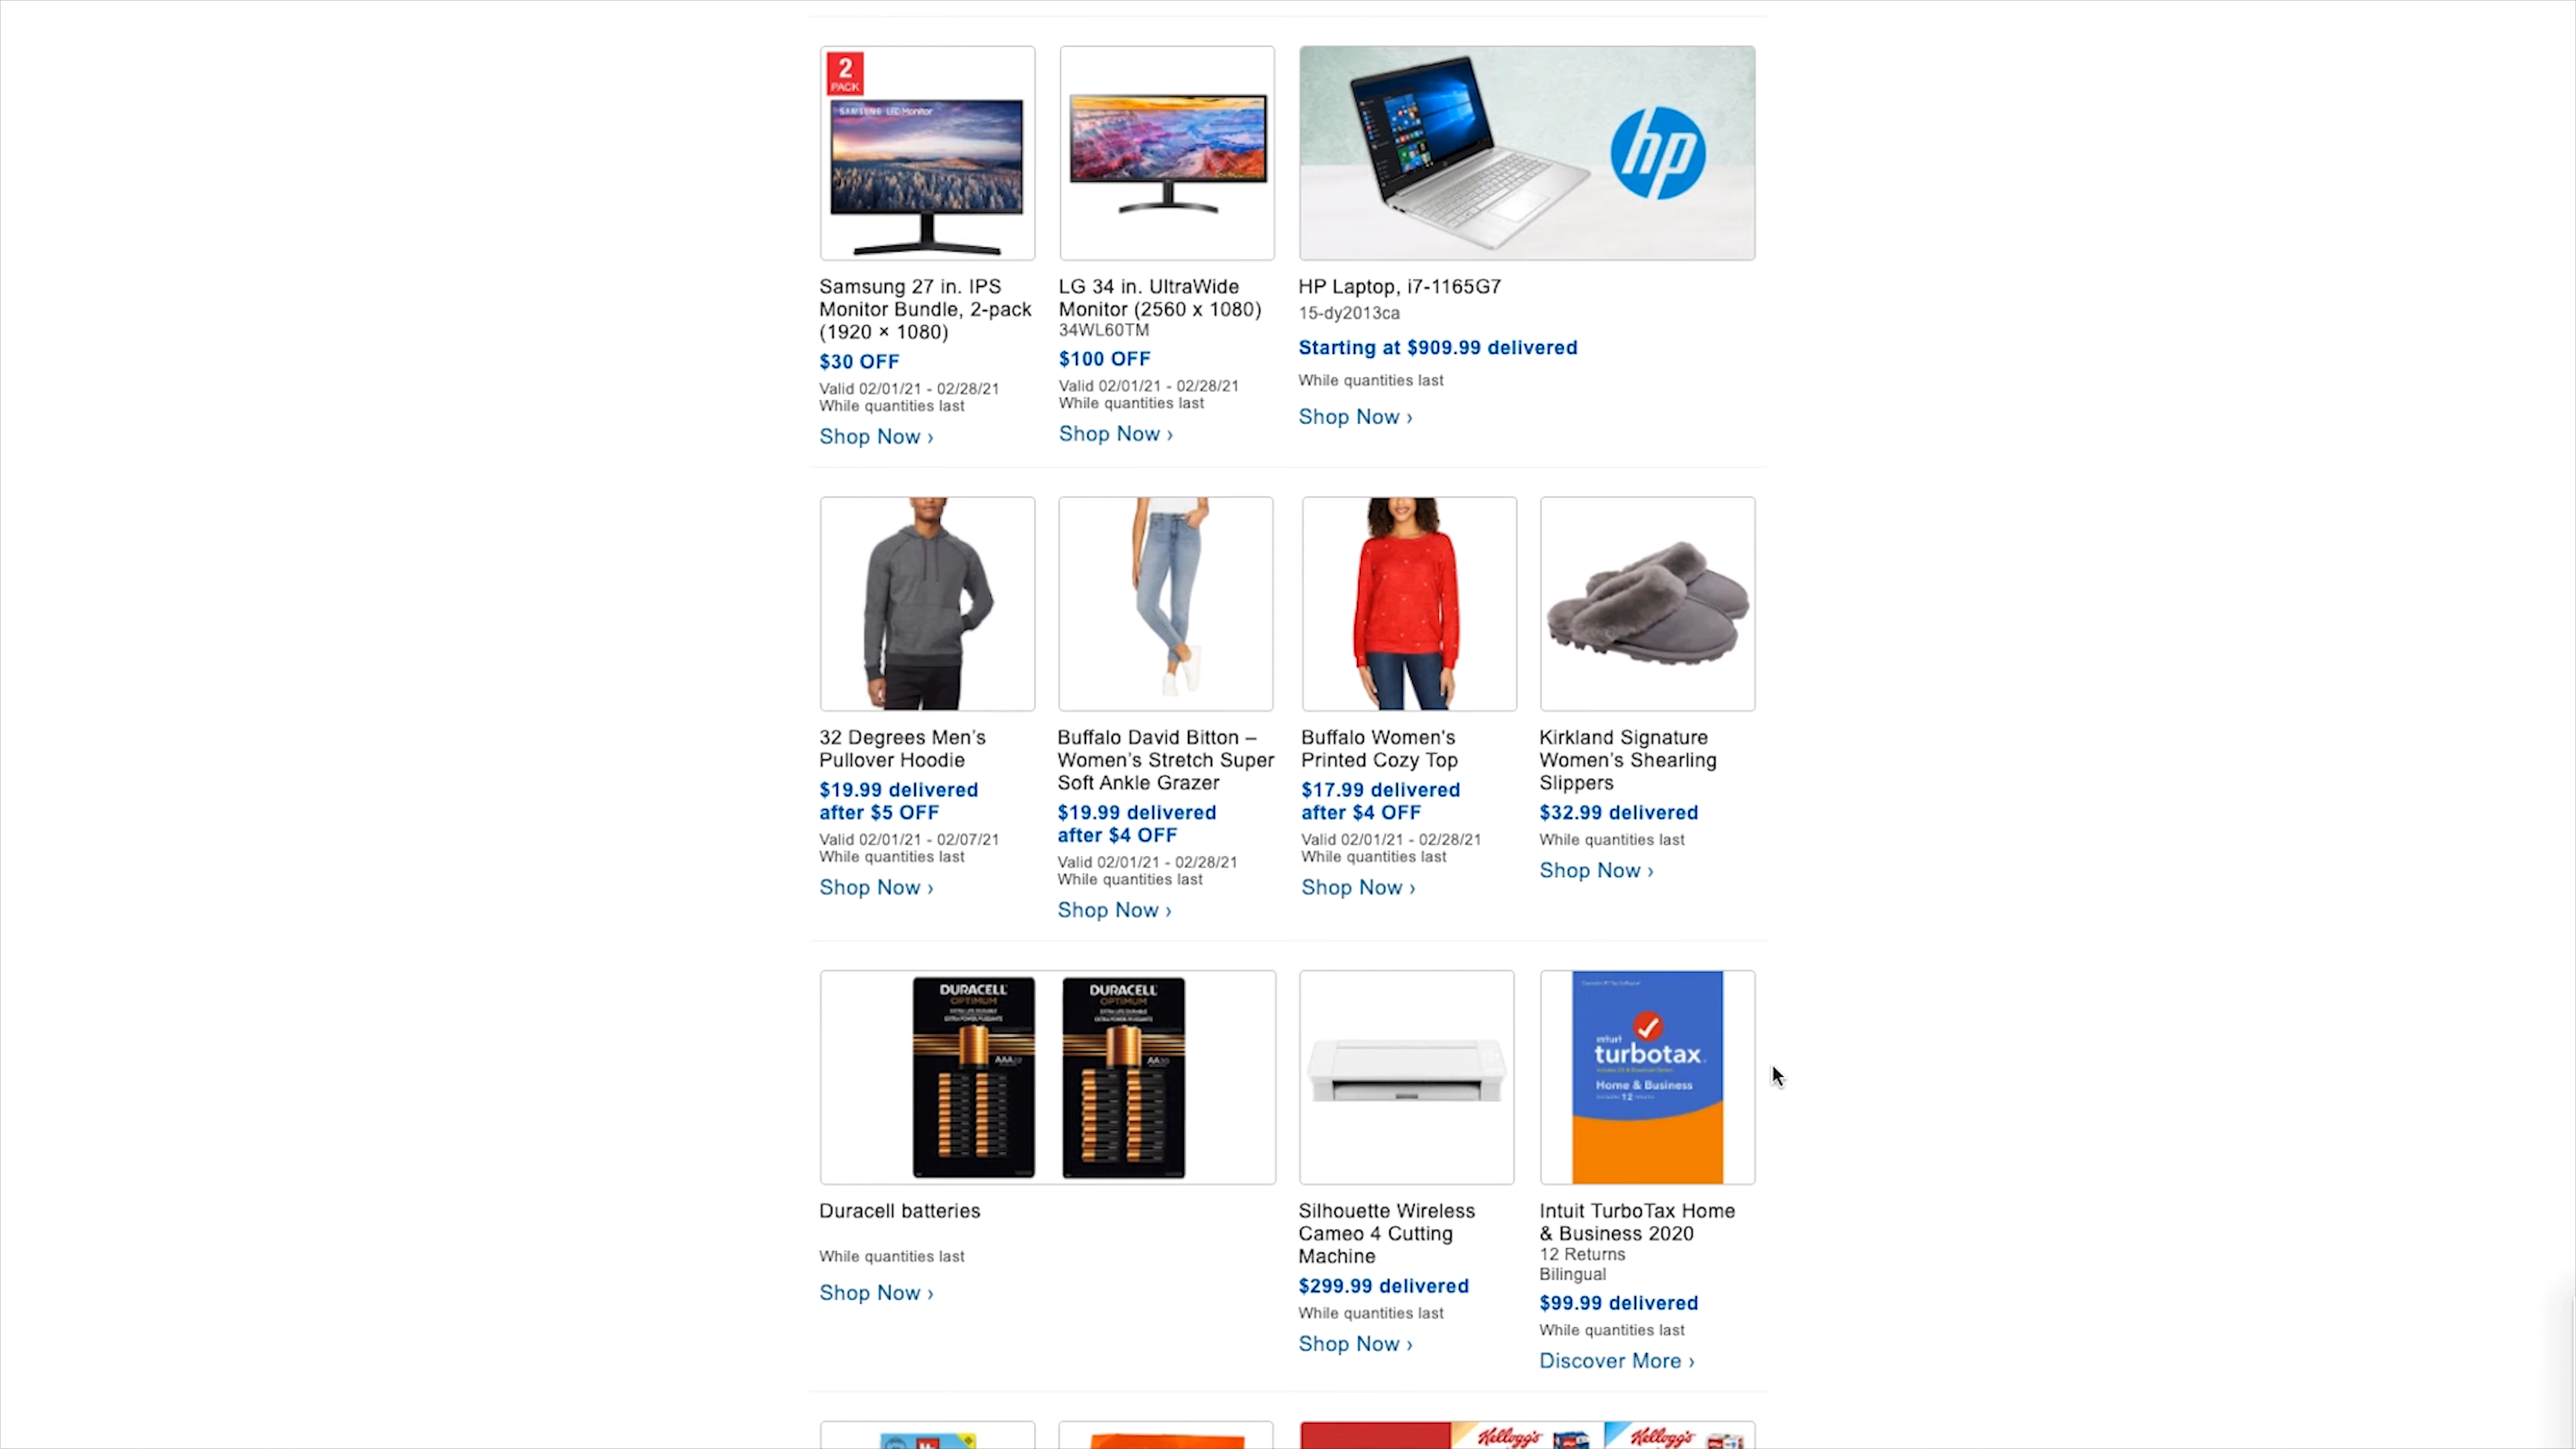 2
PACK
SAMSUNG LED Monitor
hp
Samsung 27 in. IPS
Monitor Bundle, 2-pack
(1920 × 1080)
$30 OFF
Valid 02/01/21 - 02/28/21
While quantities last
Shop Now ›
LG 34 in. UltraWide
Monitor (2560 x 1080)
34WL60TM
$100 OFF
Valid 02/01/21 - 02/28/21
While quantities last
Shop Now ›
HP Laptop, i7-1165G7
15-dy2013ca
Starting at $909.99 delivered
While quantities last
Shop Now ›
32 Degrees Men’s
Pullover Hoodie
$19.99 delivered
after $5 OFF
Valid 02/01/21 - 02/07/21
While quantities last
Shop Now ›
Buffalo David Bitton –
Women’s Stretch Super
Soft Ankle Grazer
$19.99 delivered
after $4 OFF
Valid 02/01/21 - 02/28/21
While quantities last
Shop Now ›
Buffalo Women's
Printed Cozy Top
$17.99 delivered
after $4 OFF
Valid 02/01/21 - 02/28/21
While quantities last
Shop Now ›
Kirkland Signature
Women’s Shearling
Slippers
$32.99 delivered
While quantities last
Shop Now ›
DURACELL
OPTIMUM
AAA
DURACELL
OPTIMUM
AA
intuit
turbotax
Home & Business
12
Duracell batteries
While quantities last
Shop Now ›
Silhouette Wireless
Cameo 4 Cutting
Machine
$299.99 delivered
While quantities last
Shop Now ›
Intuit TurboTax Home
& Business 2020
12 Returns
Bilingual
$99.99 delivered
While quantities last
Discover More ›
Kellogg's
Kellogg's